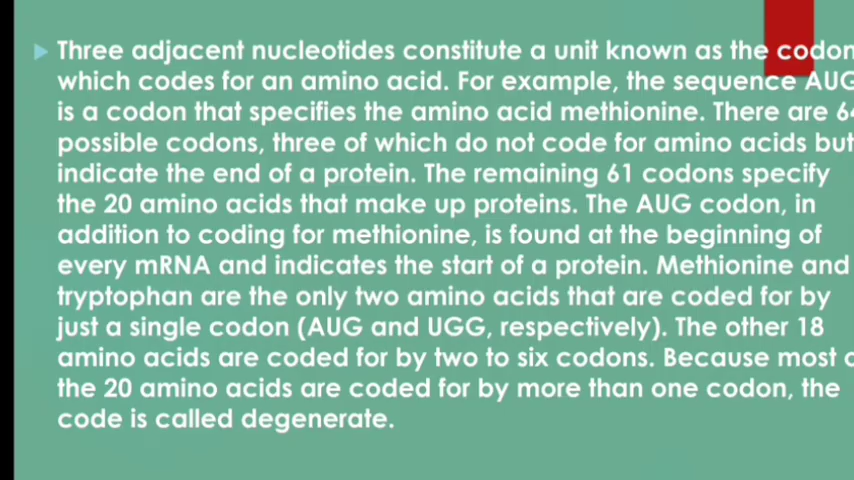 Three adjacent nucleotides constitute a unit known as the codon
which codes for an amino acid. For example, the sequence AUG
is a codon that specifies the amino acid methionine. There are 64
possible codons, three of which do not code for amino acids but
indicate the end of a protein. The remaining 61 codons specify
the 20 amino acids that make up proteins. The AUG codon, in
addition to coding for methionine, is found at the beginning of
every mRNA and indicates the start of a protein. Methionine and
tryptophan are the only two amino acids that are coded for by
just a single codon (AUG and UGG, respectively). The other 18
amino acids are coded for by two to six codons. Because most o
the 20 amino acids are coded for by more than one codon, the
code is called degenerate.